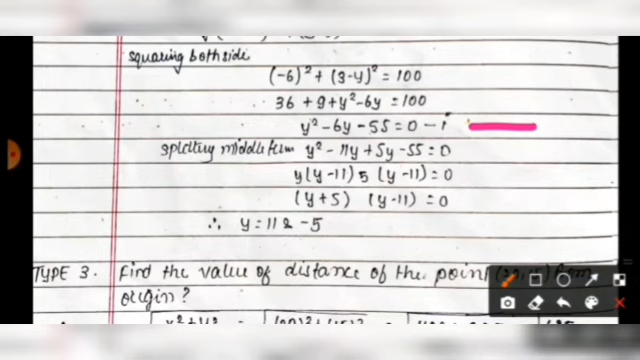 squaring both side
(-6)² + (3-y)² = 100
36 + 9 + y² - 6y = 100
y² - 6y - 55 = 0 - i
splitting middle term y² - 11y + 5y - 55 = 0
y(y-11) 5 (y-11) = 0
(y+5) (y-11) = 0
∴ y = 11 & -5
TYPE 3. Find the value of distance of the point from
origin?